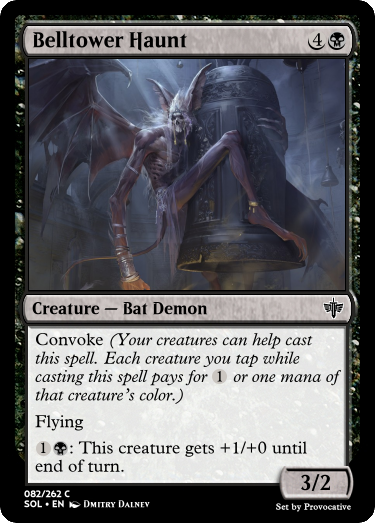 Belltower Haunt 4
Creature — Bat Demon
Convoke (Your creatures can help cast
this spell. Each creature you tap while
casting this spell pays for 1 or one mana of
that creature's color.)
Flying
1 : This creature gets +1/+0 until
end of turn.
3/2
082/262 C
SOL • EN Dmitry Dalnev
Set by Provocative